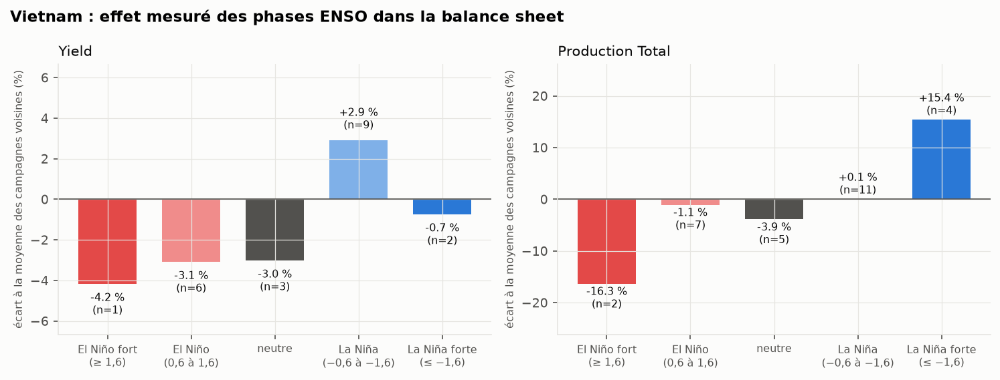 Vietnam : effet mesuré des phases ENSO dans la balance sheet
Yield
écart à la moyenne des campagnes voisines (%)
6
4
2
0
−2
−4
−6
-4.2 %
(n=1)
-3.1 %
(n=6)
-3.0 %
(n=3)
+2.9 %
(n=9)
-0.7 %
(n=2)
El Niño fort
(≥ 1,6)
El Niño
(0,6 à 1,6)
neutre
La Niña
(−0,6 à −1,6)
La Niña forte
(≤ −1,6)
Production Total
écart à la moyenne des campagnes voisines (%)
20
10
0
−10
−20
-16.3 %
(n=2)
-1.1 %
(n=7)
-3.9 %
(n=5)
+0.1 %
(n=11)
+15.4 %
(n=4)
El Niño fort
(≥ 1,6)
El Niño
(0,6 à 1,6)
neutre
La Niña
(−0,6 à −1,6)
La Niña forte
(≤ −1,6)